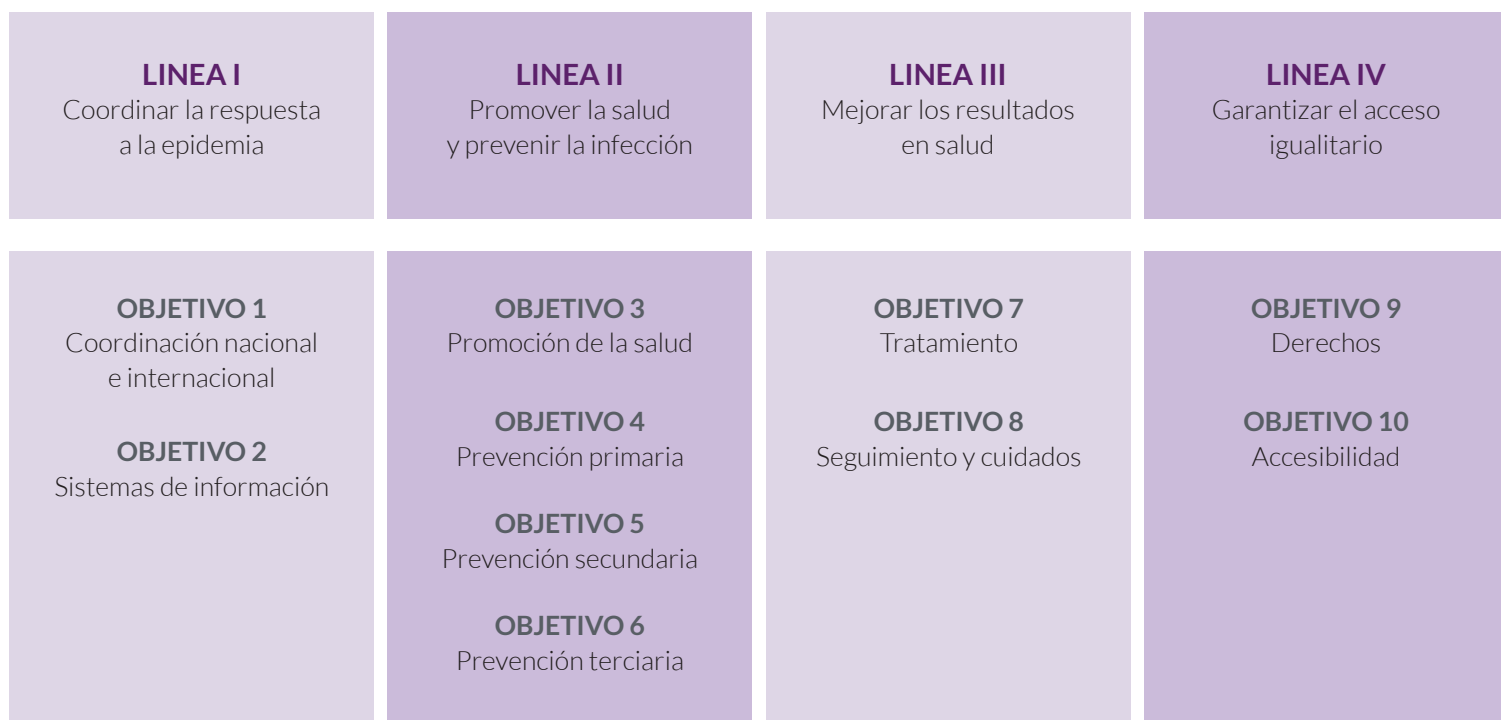 LINEA I
Coordinar la respuesta
a la epidemia
LINEA II
Promover la salud
y prevenir la infección
LINEA III
Mejorar los resultados
en salud
LINEA IV
Garantizar el acceso
igualitario
OBJETIVO 1
Coordinación nacional
e internacional
OBJETIVO 2
Sistemas de información
OBJETIVO 3
Promoción de la salud
OBJETIVO 4
Prevención primaria
OBJETIVO 5
Prevención secundaria
OBJETIVO 6
Prevención terciaria
OBJETIVO 7
Tratamiento
OBJETIVO 8
Seguimiento y cuidados
OBJETIVO 9
Derechos
OBJETIVO 10
Accesibilidad